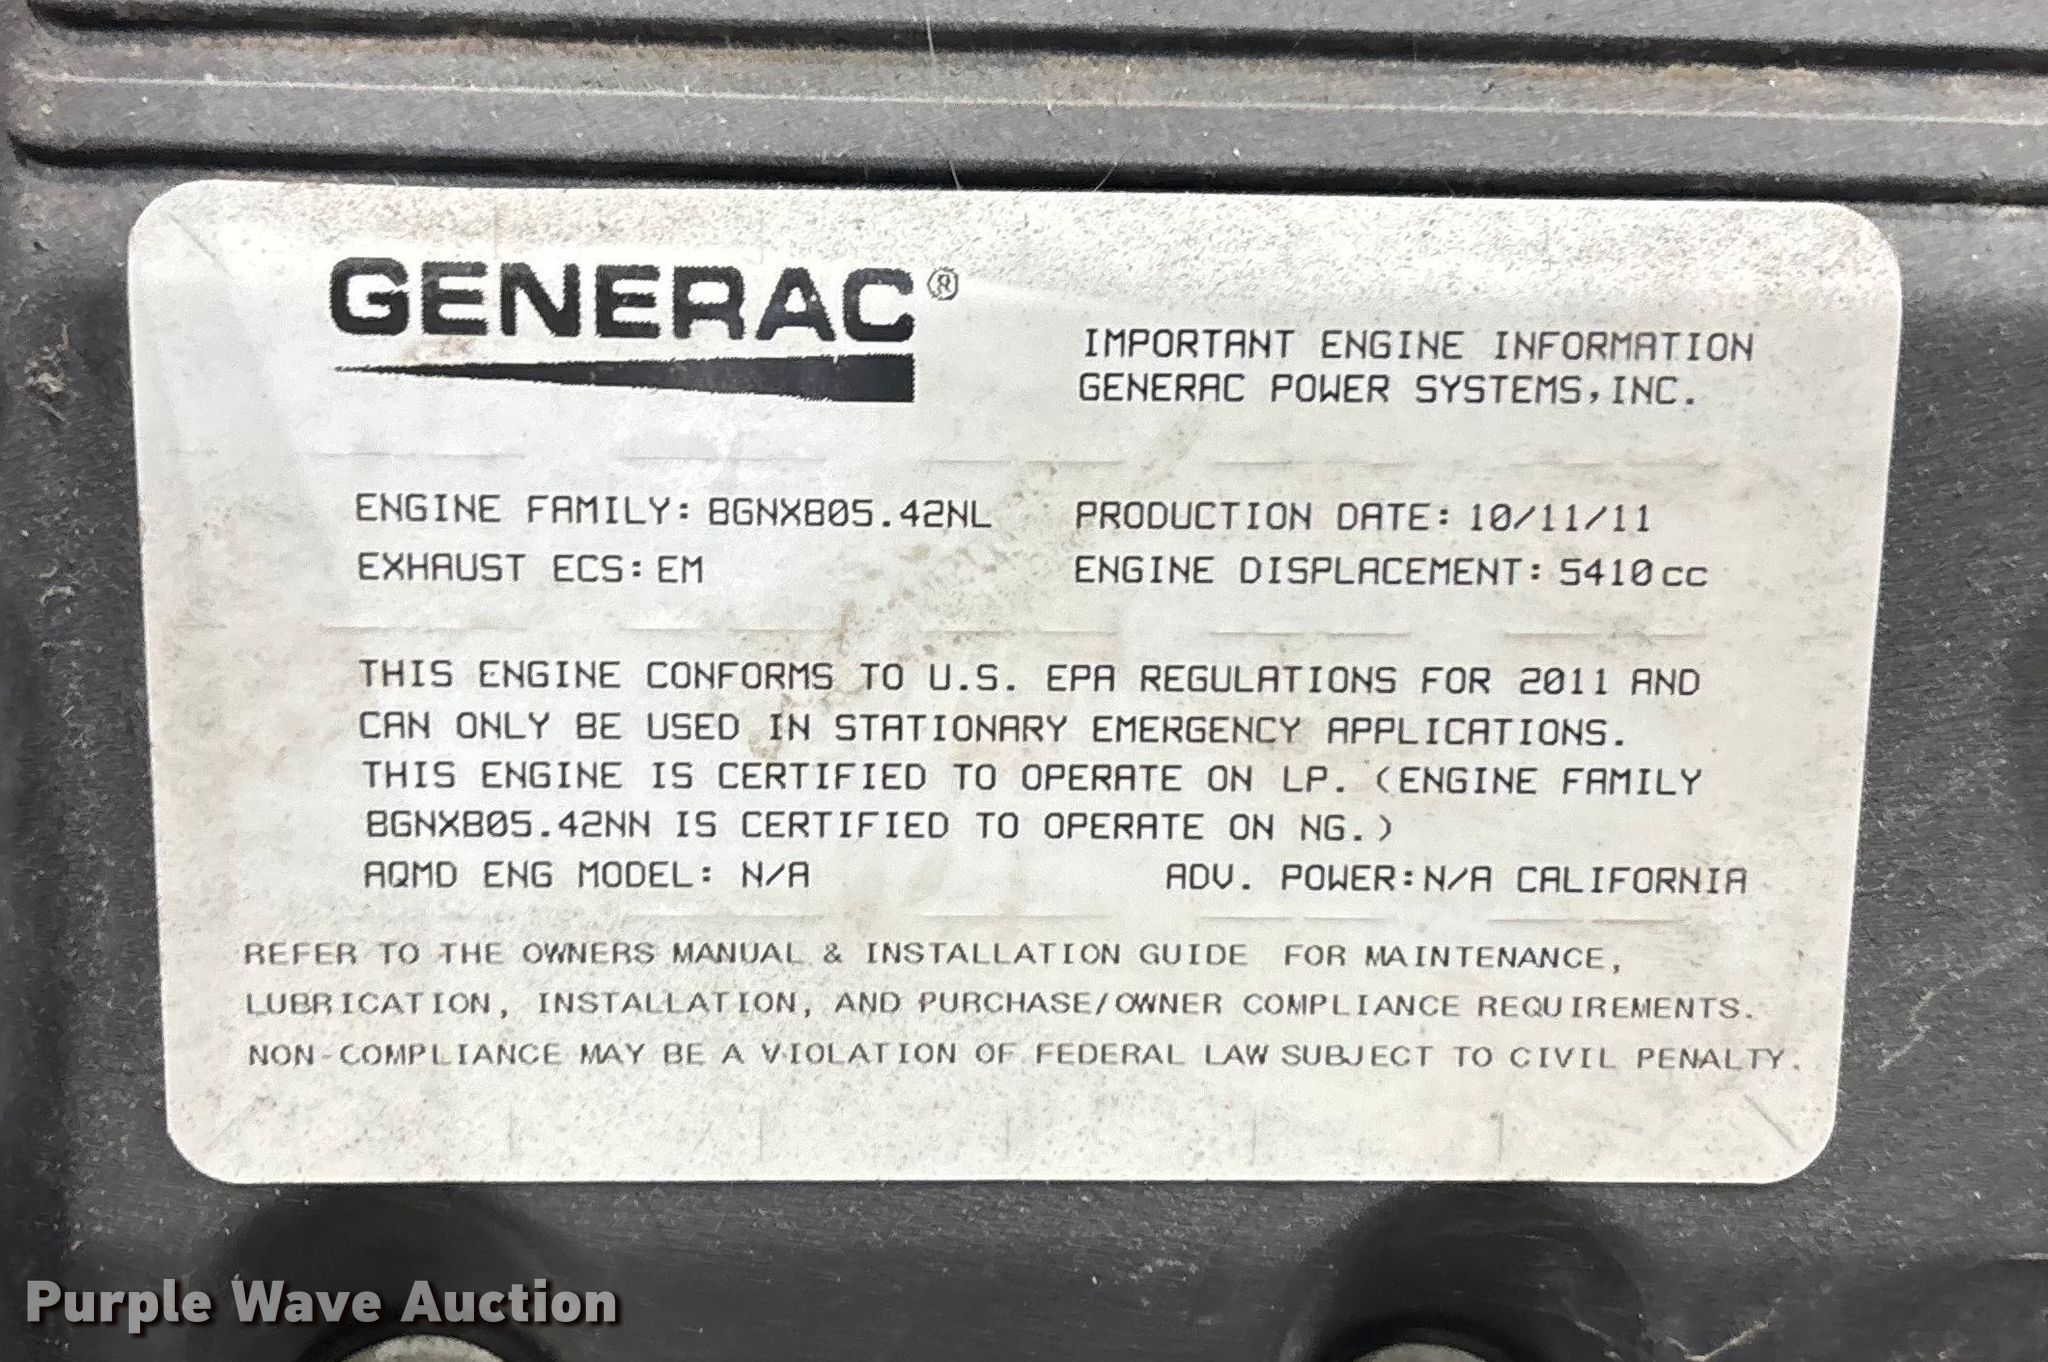 GENERAC®
IMPORTANT ENGINE INFORMATION
GENERAC POWER SYSTEMS, INC.
ENGINE FAMILY: BGNXB05.42NL
PRODUCTION DATE: 10/11/11
EXHAUST ECS: EM
ENGINE DISPLACEMENT: 5410cc
THIS ENGINE CONFORMS TO U.S. EPA REGULATIONS FOR 2011 AND
CAN ONLY BE USED IN STATIONARY EMERGENCY APPLICATIONS.
THIS ENGINE IS CERTIFIED TO OPERATE ON LP. (ENGINE FAMILY
BGNXB05.42NN IS CERTIFIED TO OPERATE ON NG.)
AQMD ENG MODEL: N/A
ADV. POWER: N/A CALIFORNIA
REFER TO THE OWNERS MANUAL & INSTALLATION GUIDE FOR MAINTENANCE,
LUBRICATION, INSTALLATION, AND PURCHASE/OWNER COMPLIANCE REQUIREMENTS.
NON-COMPLIANCE MAY BE A VIOLATION OF FEDERAL LAW SUBJECT TO CIVIL PENALTY.
Purple Wave Auction